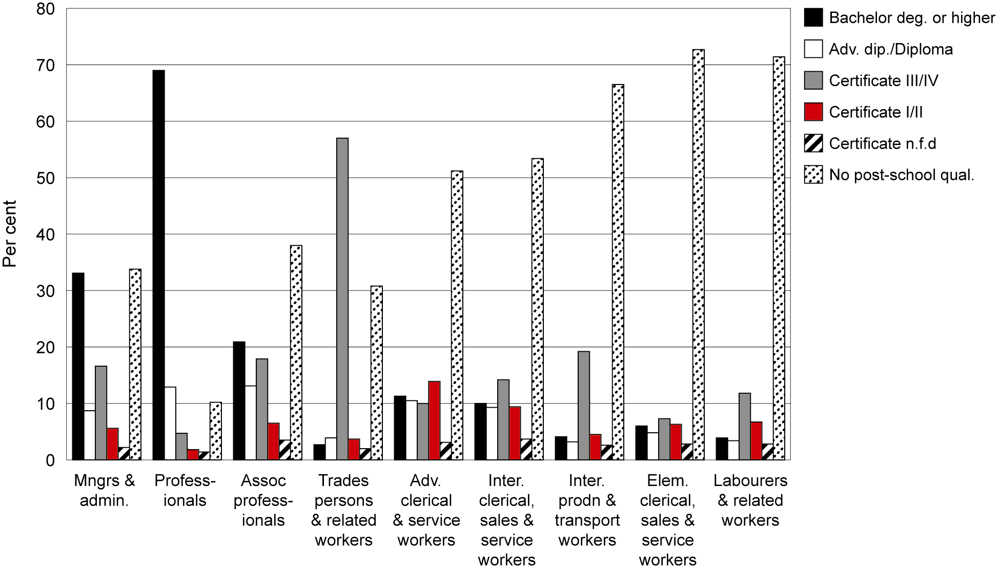 80
70
60
50
40
30
20
10
0
Per cent
Bachelor deg. or higher
Adv. dip./Diploma
Certificate III/IV
Certificate I/II
Certificate n.f.d
No post-school qual.
Mngrs &
admin.
Profess-
ionals
Assoc
profess-
ionals
Trades
persons
& related
workers
Adv.
clerical
& service
workers
Inter.
clerical,
sales &
service
workers
Inter.
prodn &
transport
workers
Elem.
clerical,
sales &
service
workers
Labourers
& related
workers